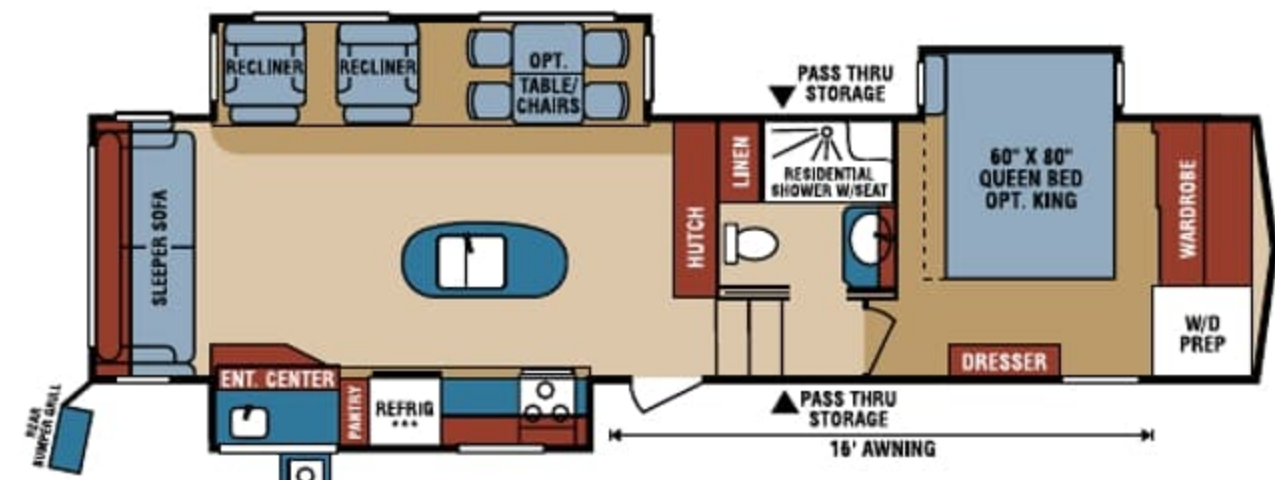 RECLINER
RECLINER
OPT.
TABLE/
CHAIRS
PASS THRU
STORAGE
SLEEPER SOFA
HUTCH
LINEN
RESIDENTIAL
SHOWER W/SEAT
60" X 80"
QUEEN BED
OPT. KING
WARDROBE
W/D
PREP
DRESSER
ENT. CENTER
PANTRY
REFRIG
***
PASS THRU
STORAGE
16' AWNING
REAR
BUMPER GRILL